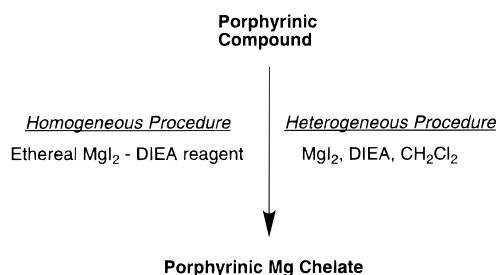 Porphyrinic
Compound
Homogeneous Procedure
Ethereal MgI₂ - DIEA reagent
Heterogeneous Procedure
MgI₂, DIEA, CH₂Cl₂
Porphyrinic Mg Chelate